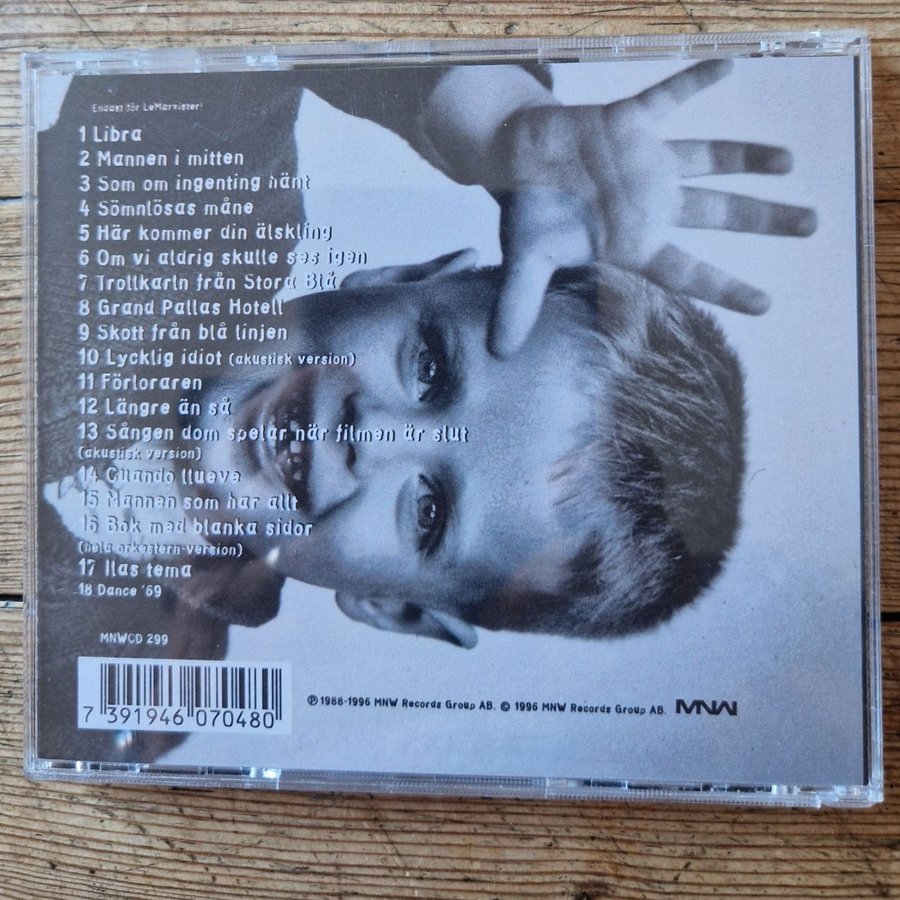 Endast för LeMarxister!
1 Libra
2 Mannen i mitten
3 Som om ingenting hänt
4 Sömnlösas måne
5 Här kommer din älskling
6 Om vi aldrig skulle ses igen
7 Trollkarln från Stora Blå
8 Grand Pallas Hotell
9 Skott från blå linjen
10 Lycklig idiot (akustisk version)
11 Förloraren
12 Längre än så
13 Sången dom spelar när filmen är slut
(akustisk version)
14 Cuando llueve
15 Mannen som har allt
16 Bok med blanka sidor
(hela orkestern-version)
17 Ilas tema
18 Dance '69
MNWCD 299
7 391946 070480
℗ 1988-1996 MNW Records Group AB. © 1996 MNW Records Group AB. MNW